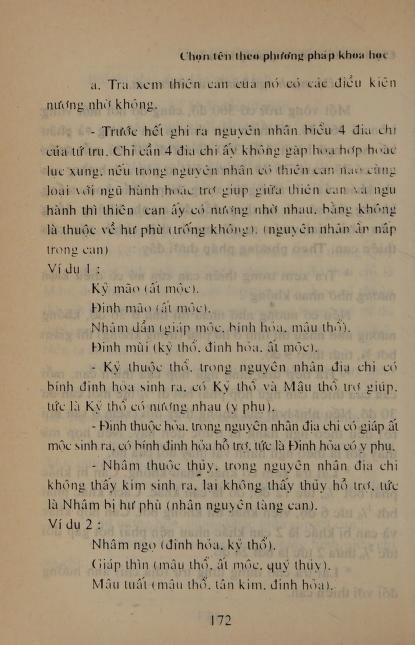 Chọn tên theo phương pháp khoa học
a. Tra xem thiên can của nó có các điều kiện
nương nhờ không.
- Trước hết ghi ra nguyên nhân biểu 4 địa chi
của tứ trụ. Chỉ cần 4 địa chi ấy không gặp hoa hợp hoặc
lục xung, nếu trong nguyên nhân có thiên can nào cùng
loại với ngũ hành hoặc trợ giúp giữa thiên can và ngũ
hành thì thiên can ấy có nương nhờ nhau, bằng không
là thuộc về hư phù (trống không). (nguyên nhân ẩn nắp
trong can)
Ví dụ 1 :
Kỷ mão (ất mộc).
Đinh mão (ất mộc).
Nhâm dần (giáp mộc, bính hỏa, mậu thổ).
Đinh mùi (kỷ thổ, đinh hỏa, ất mộc).
- Kỷ thuộc thổ, trong nguyên nhân địa chi có
bính đinh hỏa sinh ra, có Kỷ thổ và Mậu thổ trợ giúp,
tức là Kỷ thổ có nương nhau (y phụ).
- Đinh thuộc hỏa, trong nguyên nhân địa chi có giáp ất
mộc sinh ra, có bính đinh hỏa hỗ trợ, tức là Đinh hỏa có y phụ.
- Nhâm thuộc thủy, trong nguyên nhân địa chi
không thấy kim sinh ra, lại không thấy thủy hỗ trợ, tức
là Nhâm bị hư phù (nhân nguyên tàng can).
Ví dụ 2 :
Nhâm ngọ (đinh hỏa, kỷ thổ).
Giáp thìn (mậu thổ, ất mộc, quý thủy).
Mậu tuất (mậu thổ, tân kim, đinh hỏa).
172